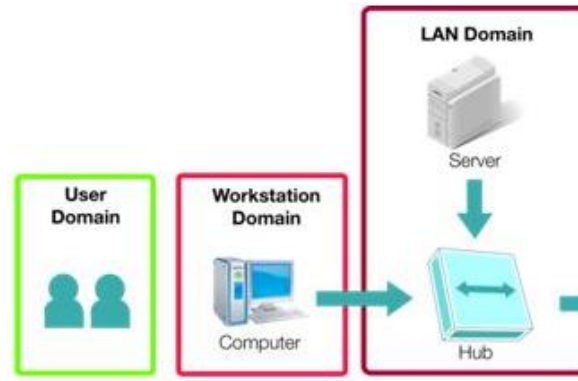 User
Domain
Workstation
Domain
Computer
LAN Domain
Server
Hub